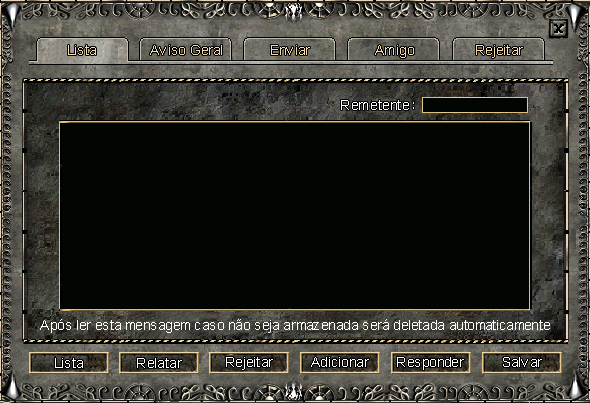 Lista Aviso Geral Enviar Amigo Rejeitar
Remetente:
Após ler esta mensagem caso não seja armazenada será deletada automaticamente
Lista Relatar Rejeitar Adicionar Responder Salvar